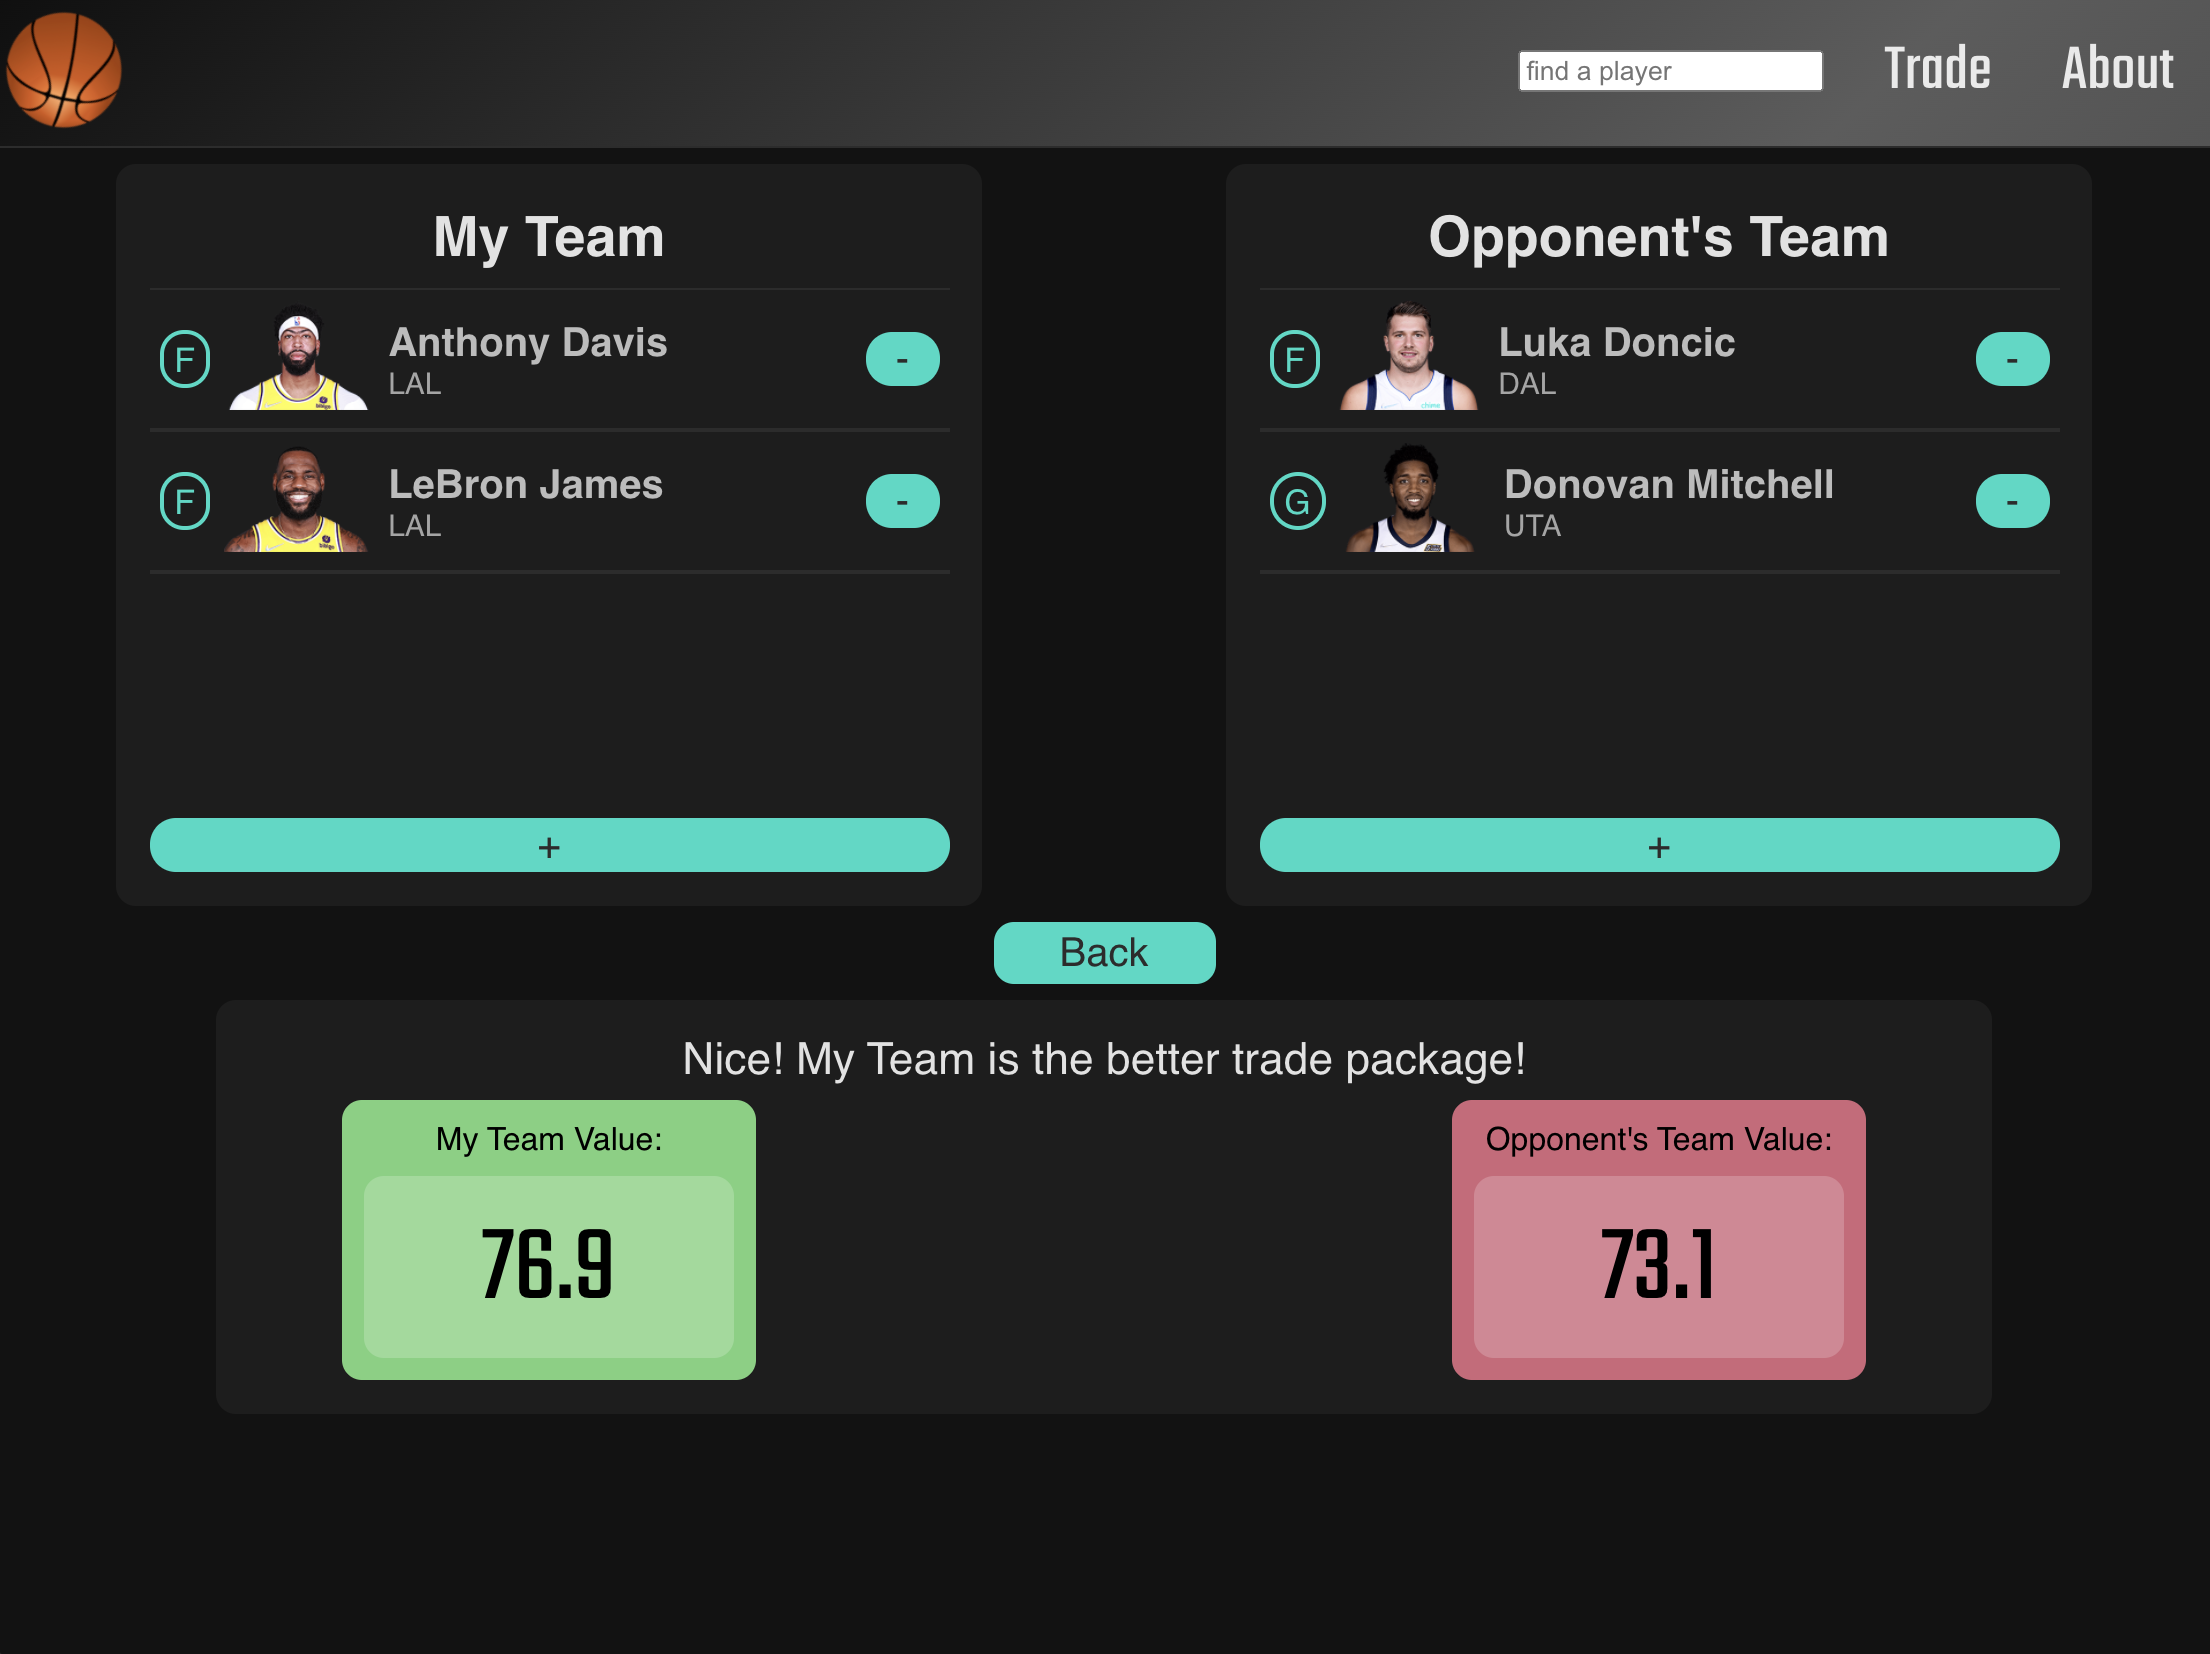 find a player
Trade
About
My Team
F
Anthony Davis
LAL
-
F
LeBron James
LAL
-
+
Opponent's Team
F
Luka Doncic
DAL
-
G
Donovan Mitchell
UTA
-
+
Back
Nice! My Team is the better trade package!
My Team Value:
76.9
Opponent's Team Value:
73.1